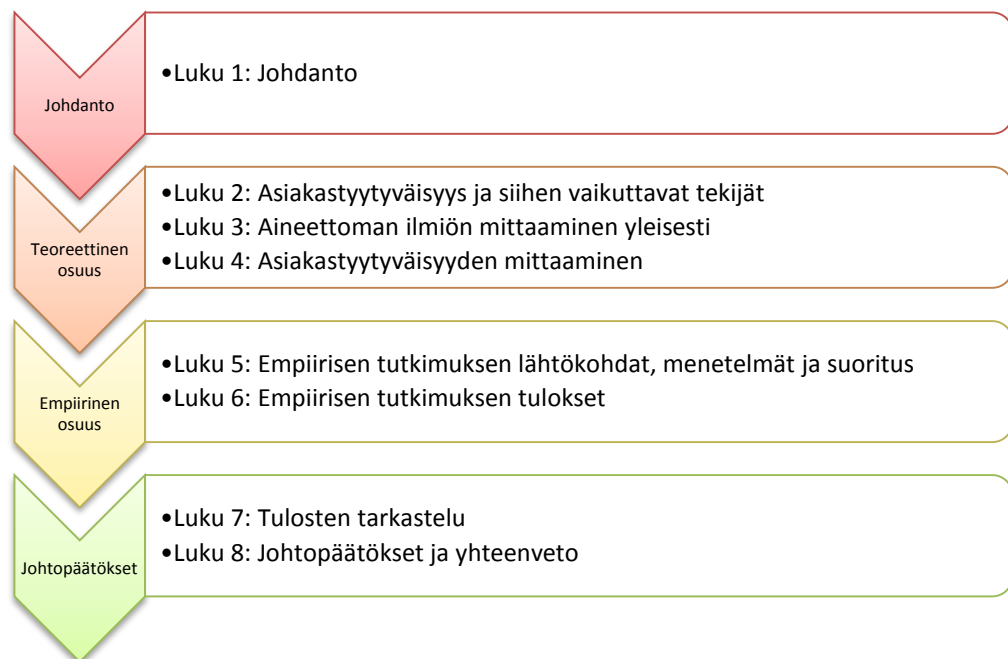 Johdanto
•Luku 1: Johdanto
Teoreettinen
osuus
•Luku 2: Asiakastyytyväisyys ja siihen vaikuttavat tekijät
•Luku 3: Aineettoman ilmiön mittaaminen yleisesti
•Luku 4: Asiakastyytyväisyyden mittaaminen
Empiirinen
osuus
•Luku 5: Empiirisen tutkimuksen lähtökohdat, menetelmät ja suoritus
•Luku 6: Empiirisen tutkimuksen tulokset
Johtopäätökset
•Luku 7: Tulosten tarkastelu
•Luku 8: Johtopäätökset ja yhteenveto